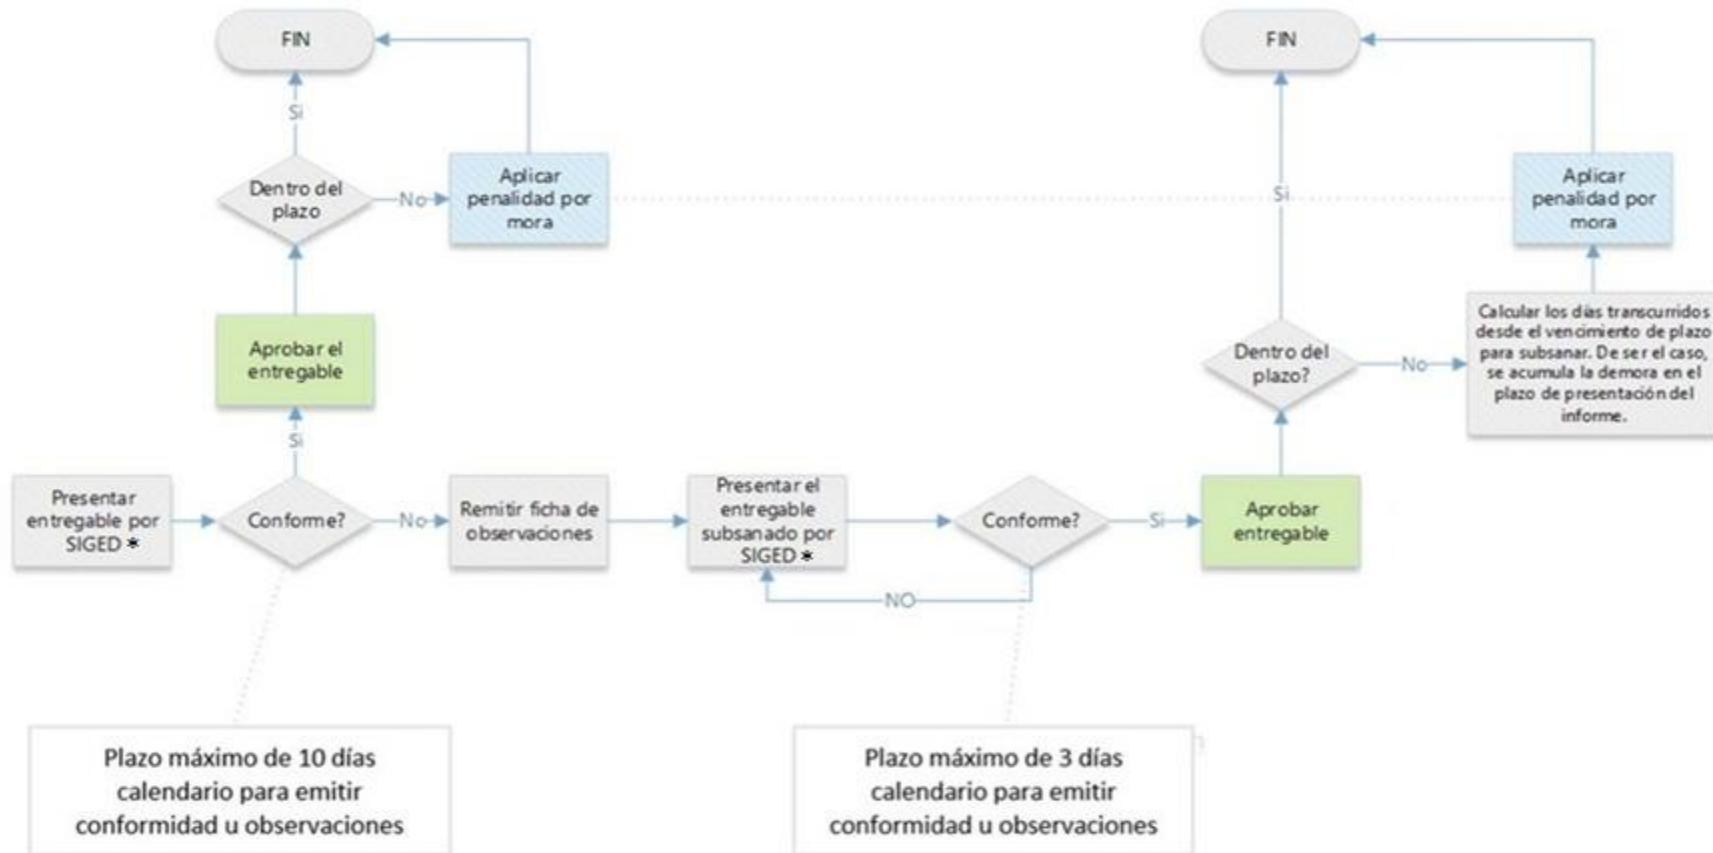 FIN
FIN
Si
Dentro del
plazo
No
Aplicar
penalidad por
mora
Si
Aplicar
penalidad por
mora
Aprobar el
entregable
Dentro del
plazo?
No
Calcular los días transcurridos
desde el vencimiento de plazo
para subsanar. De ser el caso,
se acumula la demora en el
plazo de presentación del
informe.
Si
Presentar
entregable por
SIGED *
Conforme?
No
Remitir ficha de
observaciones
Presentar el
entregable
subsanado por
SIGED *
Conforme?
Si
Aprobar
entregable
NO
Plazo máximo de 10 días
calendario para emitir
conformidad u observaciones
Plazo máximo de 3 días
calendario para emitir
conformidad u observaciones